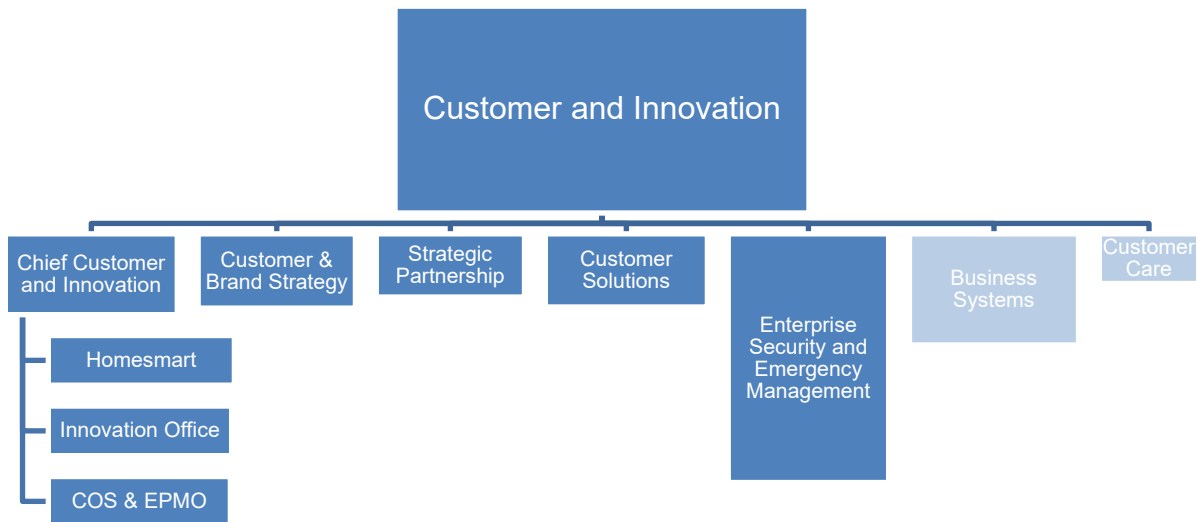 Customer and Innovation
Chief Customer
and Innovation
Customer &
Brand Strategy
Strategic
Partnership
Customer
Solutions
Enterprise
Security and
Emergency
Management
Business
Systems
Customer
Care
Homesmart
Innovation Office
COS & EPMO